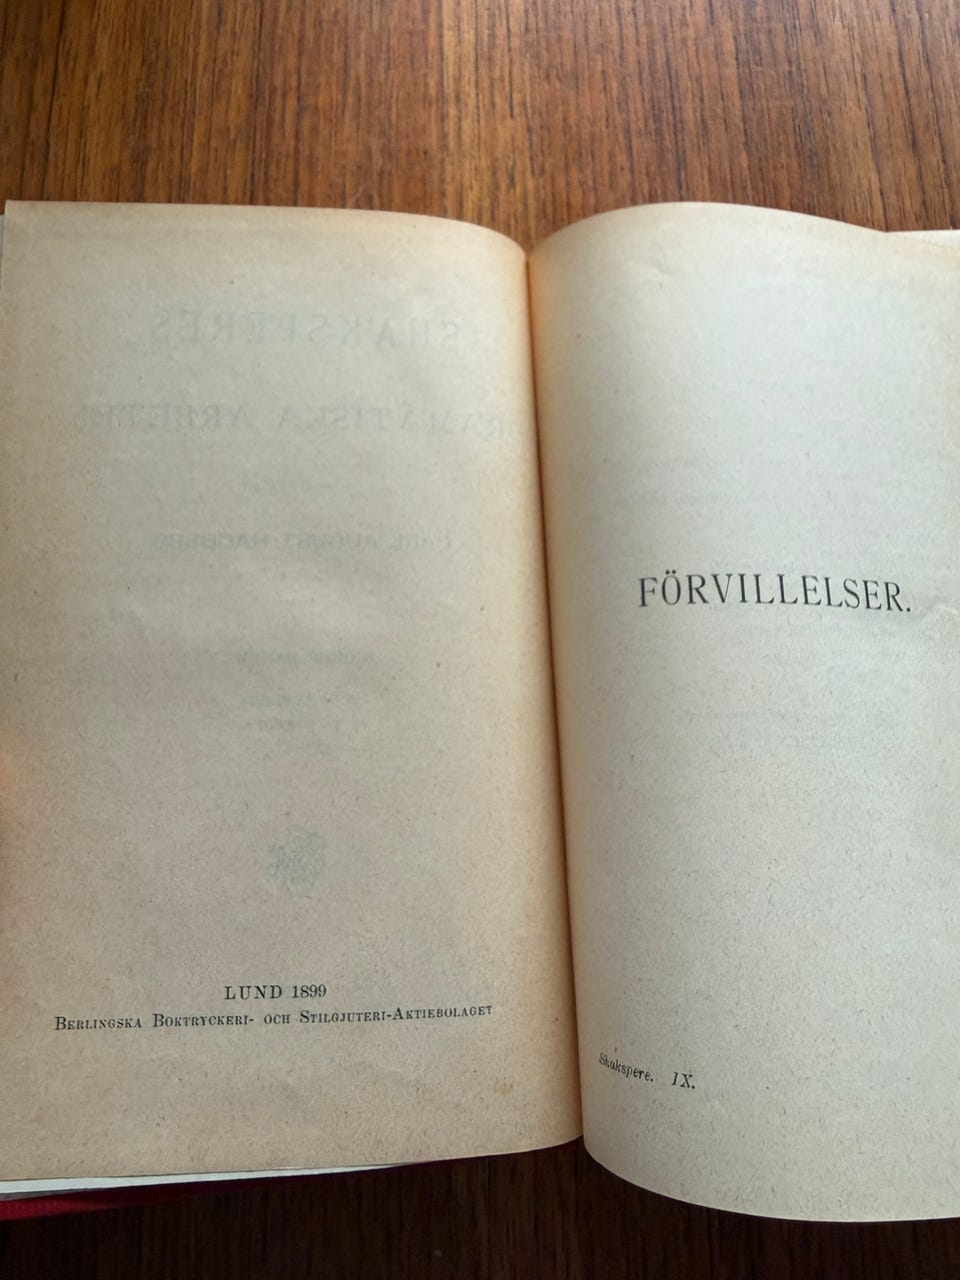 LUND 1899
BERLINGSKA BOKTRYCKERI- OCH STILGJUTERI-AKTIEBOLAGET
FÖRVILLELSER.
Shakspere. IX.